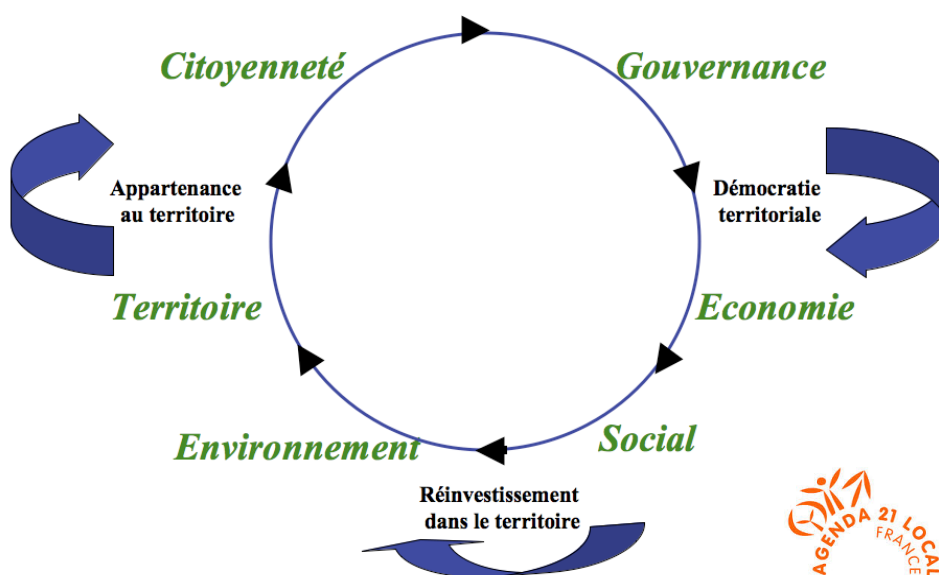 Citoyenneté
Gouvernance
Appartenance
au territoire
Démocratie
territoriale
Territoire
Economie
Environnement
Social
Réinvestissement
dans le territoire
AGENDA 21 LOCAL
FRANCE